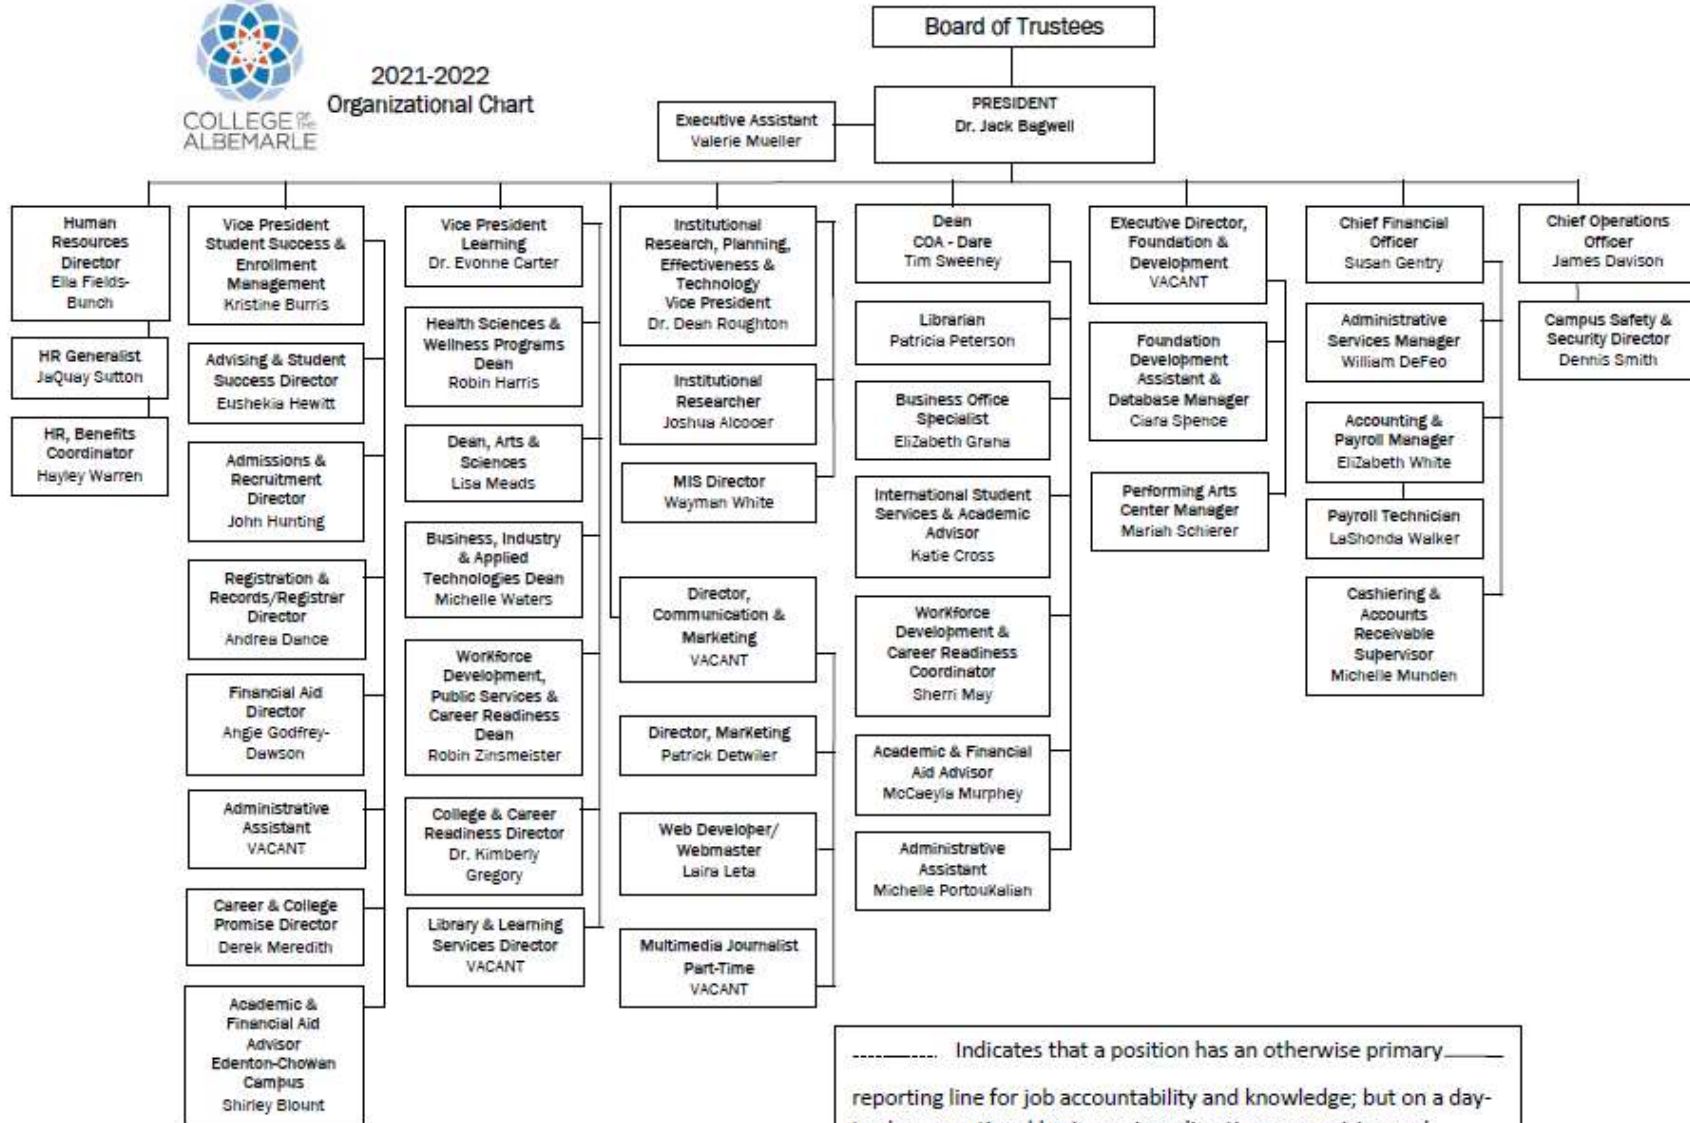 COLLEGE OF THE
ALBEMARLE
2021-2022
Organizational Chart
Board of Trustees
PRESIDENT
Dr. Jack Bagwell
Executive Assistant
Valerie Mueller
Human
Resources
Director
Ella Fields-
Bunch
HR Generalist
JaQuay Sutton
HR, Benefits
Coordinator
Hayley Warren
Vice President
Student Success &
Enrollment
Management
Kristine Burris
Advising & Student
Success Director
Eushekia Hewitt
Admissions &
Recruitment
Director
John Hunting
Registration &
Records/Registrar
Director
Andrea Dance
Financial Aid
Director
Angie Godfrey-
Dawson
Administrative
Assistant
VACANT
Career & College
Promise Director
Derek Meredith
Academic &
Financial Aid
Advisor
Edenton-Chowan
Campus
Shirley Blount
Vice President
Learning
Dr. Evonne Carter
Health Sciences &
Wellness Programs
Dean
Robin Harris
Dean, Arts &
Sciences
Lisa Meads
Business, Industry
& Applied
Technologies Dean
Michelle Waters
Workforce
Development,
Public Services &
Career Readiness
Dean
Robin Zinsmeister
College & Career
Readiness Director
Dr. Kimberly
Gregory
Library & Learning
Services Director
VACANT
Institutional
Research, Planning,
Effectiveness &
Technology
Vice President
Dr. Dean Roughton
Institutional
Researcher
Joshua Alcocer
MIS Director
Wayman White
Director,
Communication &
Marketing
VACANT
Director, Marketing
Patrick Detwiler
Web Developer/
Webmaster
Laira Leta
Multimedia Journalist
Part-Time
VACANT
Dean
COA - Dare
Tim Sweeney
Librarian
Patricia Peterson
Business Office
Specialist
Elizabeth Grana
International Student
Services & Academic
Advisor
Katie Cross
Workforce
Development &
Career Readiness
Coordinator
Sherri May
Academic & Financial
Aid Advisor
McCaeyla Murphey
Administrative
Assistant
Michelle Portoukalian
Executive Director,
Foundation &
Development
VACANT
Foundation
Development
Assistant &
Database Manager
Ciara Spence
Performing Arts
Center Manager
Mariah Schierer
Chief Financial
Officer
Susan Gentry
Administrative
Services Manager
William DeFeo
Accounting &
Payroll Manager
Elizabeth White
Payroll Technician
LaShonda Walker
Cashiering &
Accounts
Receivable
Supervisor
Michelle Munden
Chief Operations
Officer
James Davison
Campus Safety &
Security Director
Dennis Smith
Indicates that a position has an otherwise primary
reporting line for job accountability and knowledge; but on a day-